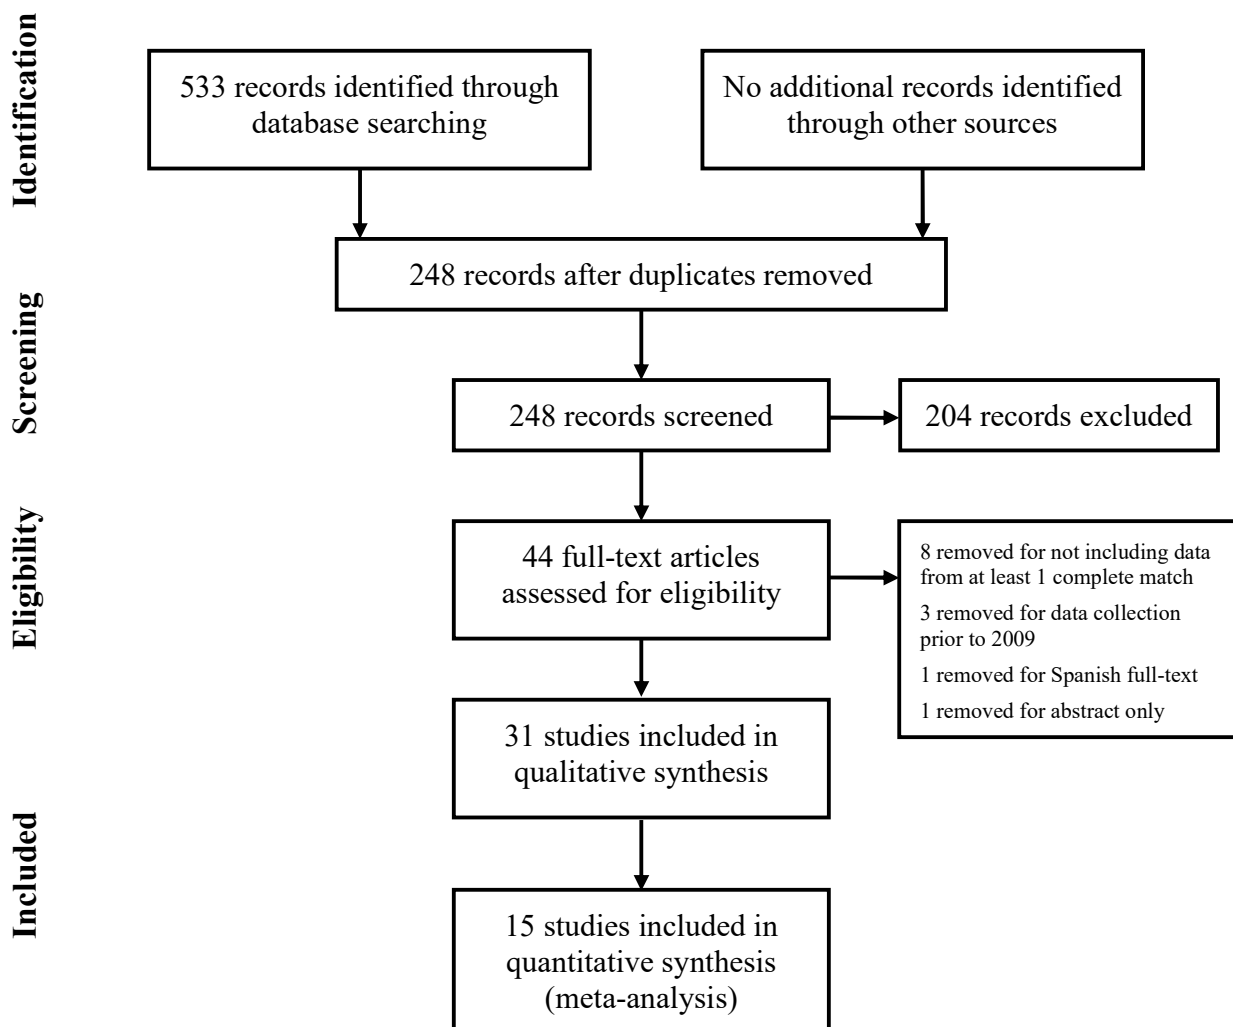 Identification
533 records identified through
database searching
No additional records identified
through other sources
248 records after duplicates removed
Screening
248 records screened
204 records excluded
Eligibility
44 full-text articles
assessed for eligibility
8 removed for not including data
from at least 1 complete match
3 removed for data collection
prior to 2009
1 removed for Spanish full-text
1 removed for abstract only
31 studies included in
qualitative synthesis
Included
15 studies included in
quantitative synthesis
(meta-analysis)